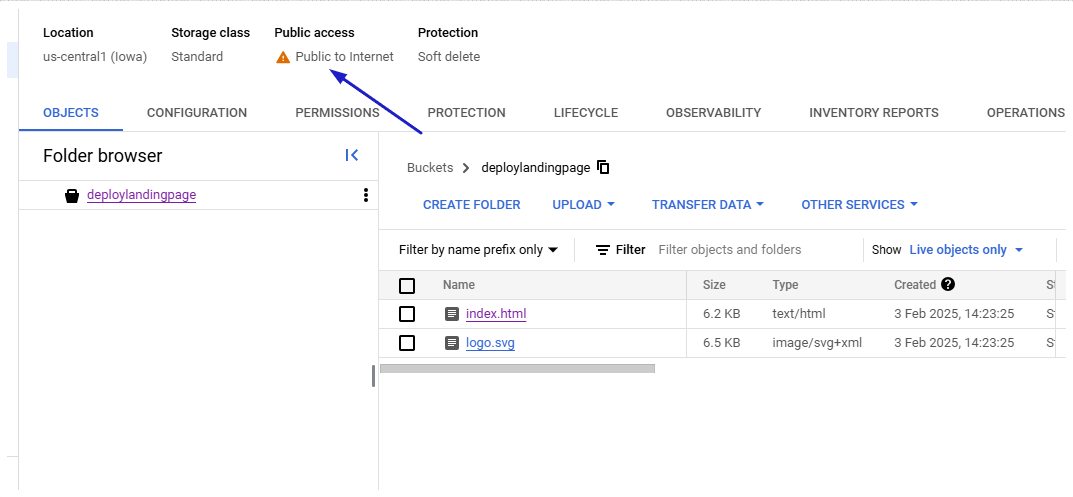 Location Storage class Public access Protection
us-central1 (Iowa) Standard Public to Internet Soft delete
OBJECTS CONFIGURATION PERMISSIONS PROTECTION LIFECYCLE OBSERVABILITY INVENTORY REPORTS OPERATIONS
Folder browser
deploylandingpage
Buckets deploylandingpage
CREATE FOLDER UPLOAD TRANSFER DATA OTHER SERVICES
Filter by name prefix only Filter Filter objects and folders Show Live objects only
Name Size Type Created
index.html 6.2 KB text/html 3 Feb 2025, 14:23:25
logo.svg 6.5 KB image/svg+xml 3 Feb 2025, 14:23:25